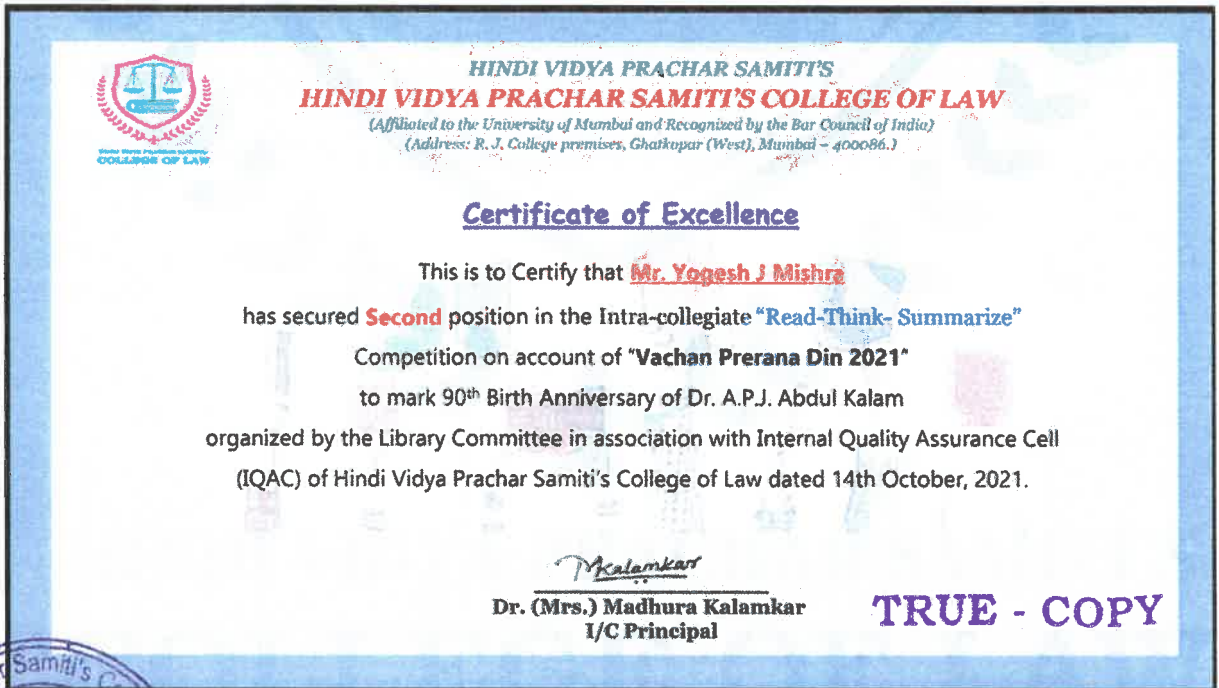 HINDI VIDYA PRACHAR SAMITI'S
HINDI VIDYA PRACHAR SAMITI'S COLLEGE OF LAW
(Affiliated to the University of Mumbai and Recognized by the Bar Council of India)
(Address: R. J. College premises, Ghatkopar (West), Mumbai – 400086.)
HINDI VIDYA PRACHAR SAMITI'S
COLLEGE OF LAW
Certificate of Excellence
This is to Certify that Mr. Yogesh J Mishra
has secured Second position in the Intra-collegiate "Read-Think- Summarize"
Competition on account of "Vachan Prerana Din 2021"
to mark 90th Birth Anniversary of Dr. A.P.J. Abdul Kalam
organized by the Library Committee in association with Internal Quality Assurance Cell
(IQAC) of Hindi Vidya Prachar Samiti's College of Law dated 14th October, 2021.
Mkalamkar
Dr. (Mrs.) Madhura Kalamkar
I/C Principal
TRUE - COPY
Samiti's